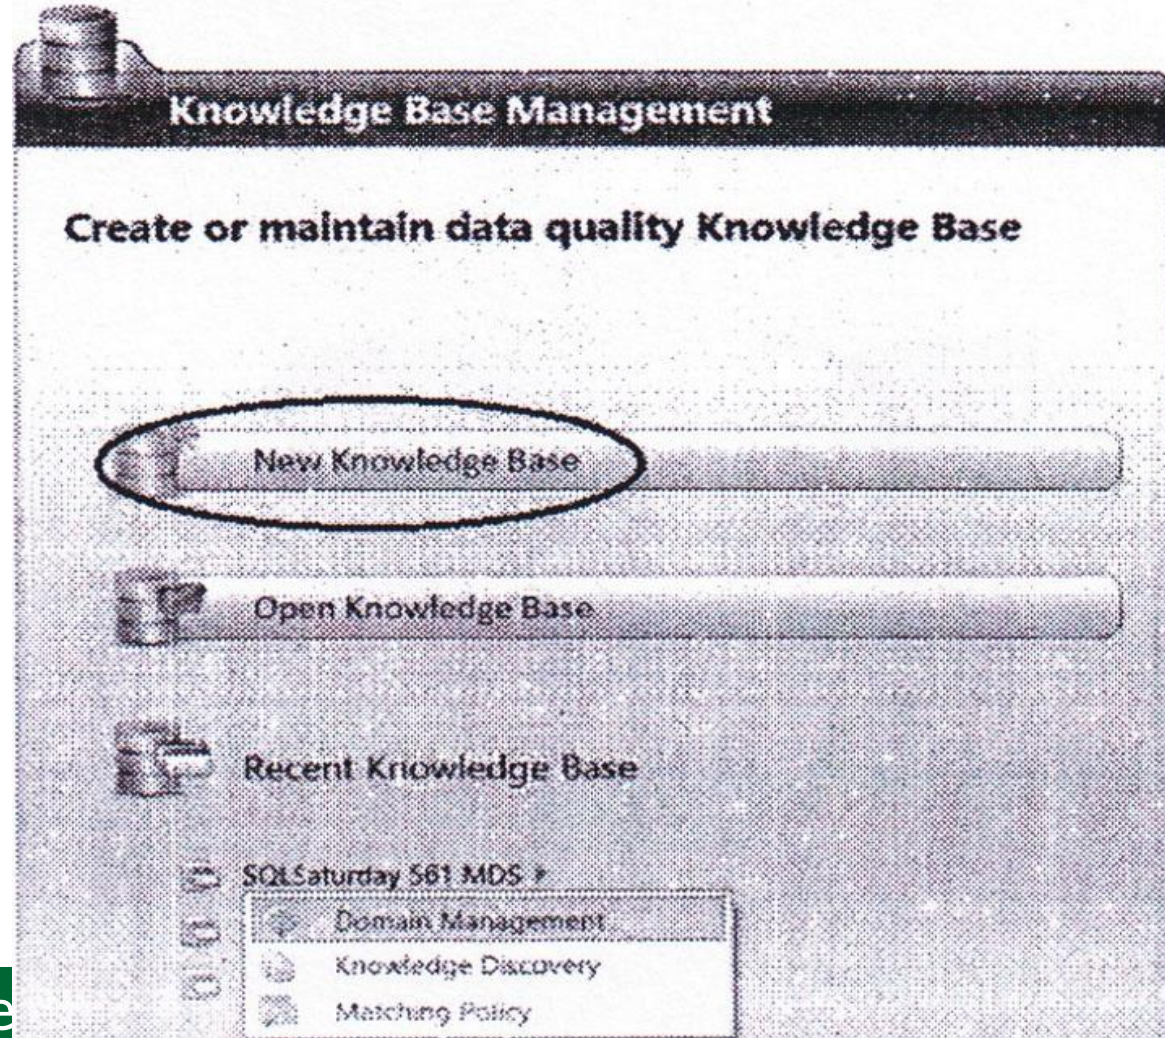 Knowledge Base Management
Create or maintain data quality Knowledge Base
New Knowledge Base
Open Knowledge Base
Recent Knowledge Base
SQLSaturday 561 MDS
Domain Management
Knowledge Discovery
Matching Policy